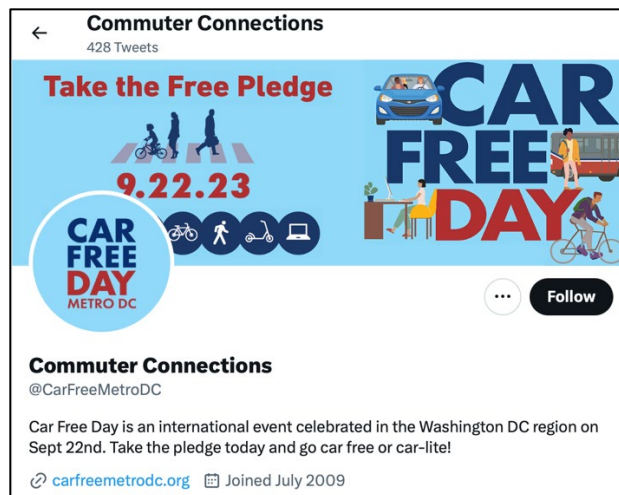 Commuter Connections
428 Tweets
Take the Free Pledge
9.22.23
CAR
FREE
DAY
CAR
FREE
DAY
METRO DC
Follow
Commuter Connections
@CarFreeMetroDC
Car Free Day is an international event celebrated in the Washington DC region on
Sept 22nd. Take the pledge today and go car free or car-lite!
carfreemetrodc.org Joined July 2009